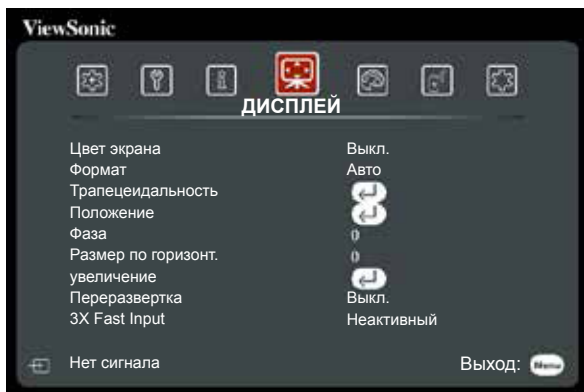 ViewSonic
ДИСПЛЕЙ
Цвет экрана Выкл.
Формат Авто
Трапецеидальность
Положение
Фаза 0
Размер по горизонт. 0
увеличение
Переразвертка Выкл.
3X Fast Input Неактивный
Нет сигнала Выход: Menu